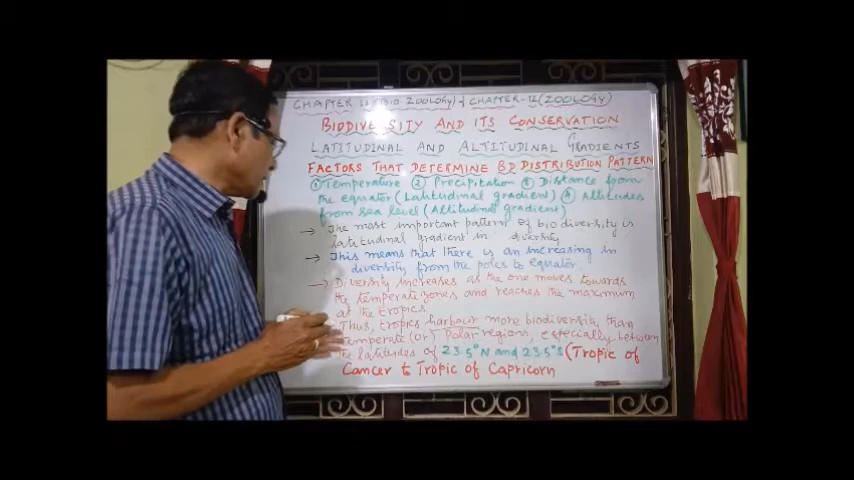 CHAPTER 13 (BIO-ZOOLOGY) & CHAPTER-12 (ZOOLOGY)
BIODIVERSITY AND ITS CONSERVATION
LATITUDINAL AND ALTITUDINAL GRADIENTS
FACTORS THAT DETERMINE BD DISTRIBUTION PATTERN
① Temperature ② Precipitation ③ Distance from
the equator (Latitudinal gradient) ④ Altitudes
from sea level (Altitudinal gradient)
→ The most important pattern of biodiversity is
latitudinal gradient in diversity
→ This means that there is an increasing in
diversity from the poles to equator
→ Diversity increases as the one moves towards
the temperate zones and reaches the maximum
at the tropics
Thus, tropics harbour more biodiversity than
temperate (or) Polar regions, especially between
the latitudes of 23.5°N and 23.5°S (Tropic of
Cancer to Tropic of Capricorn